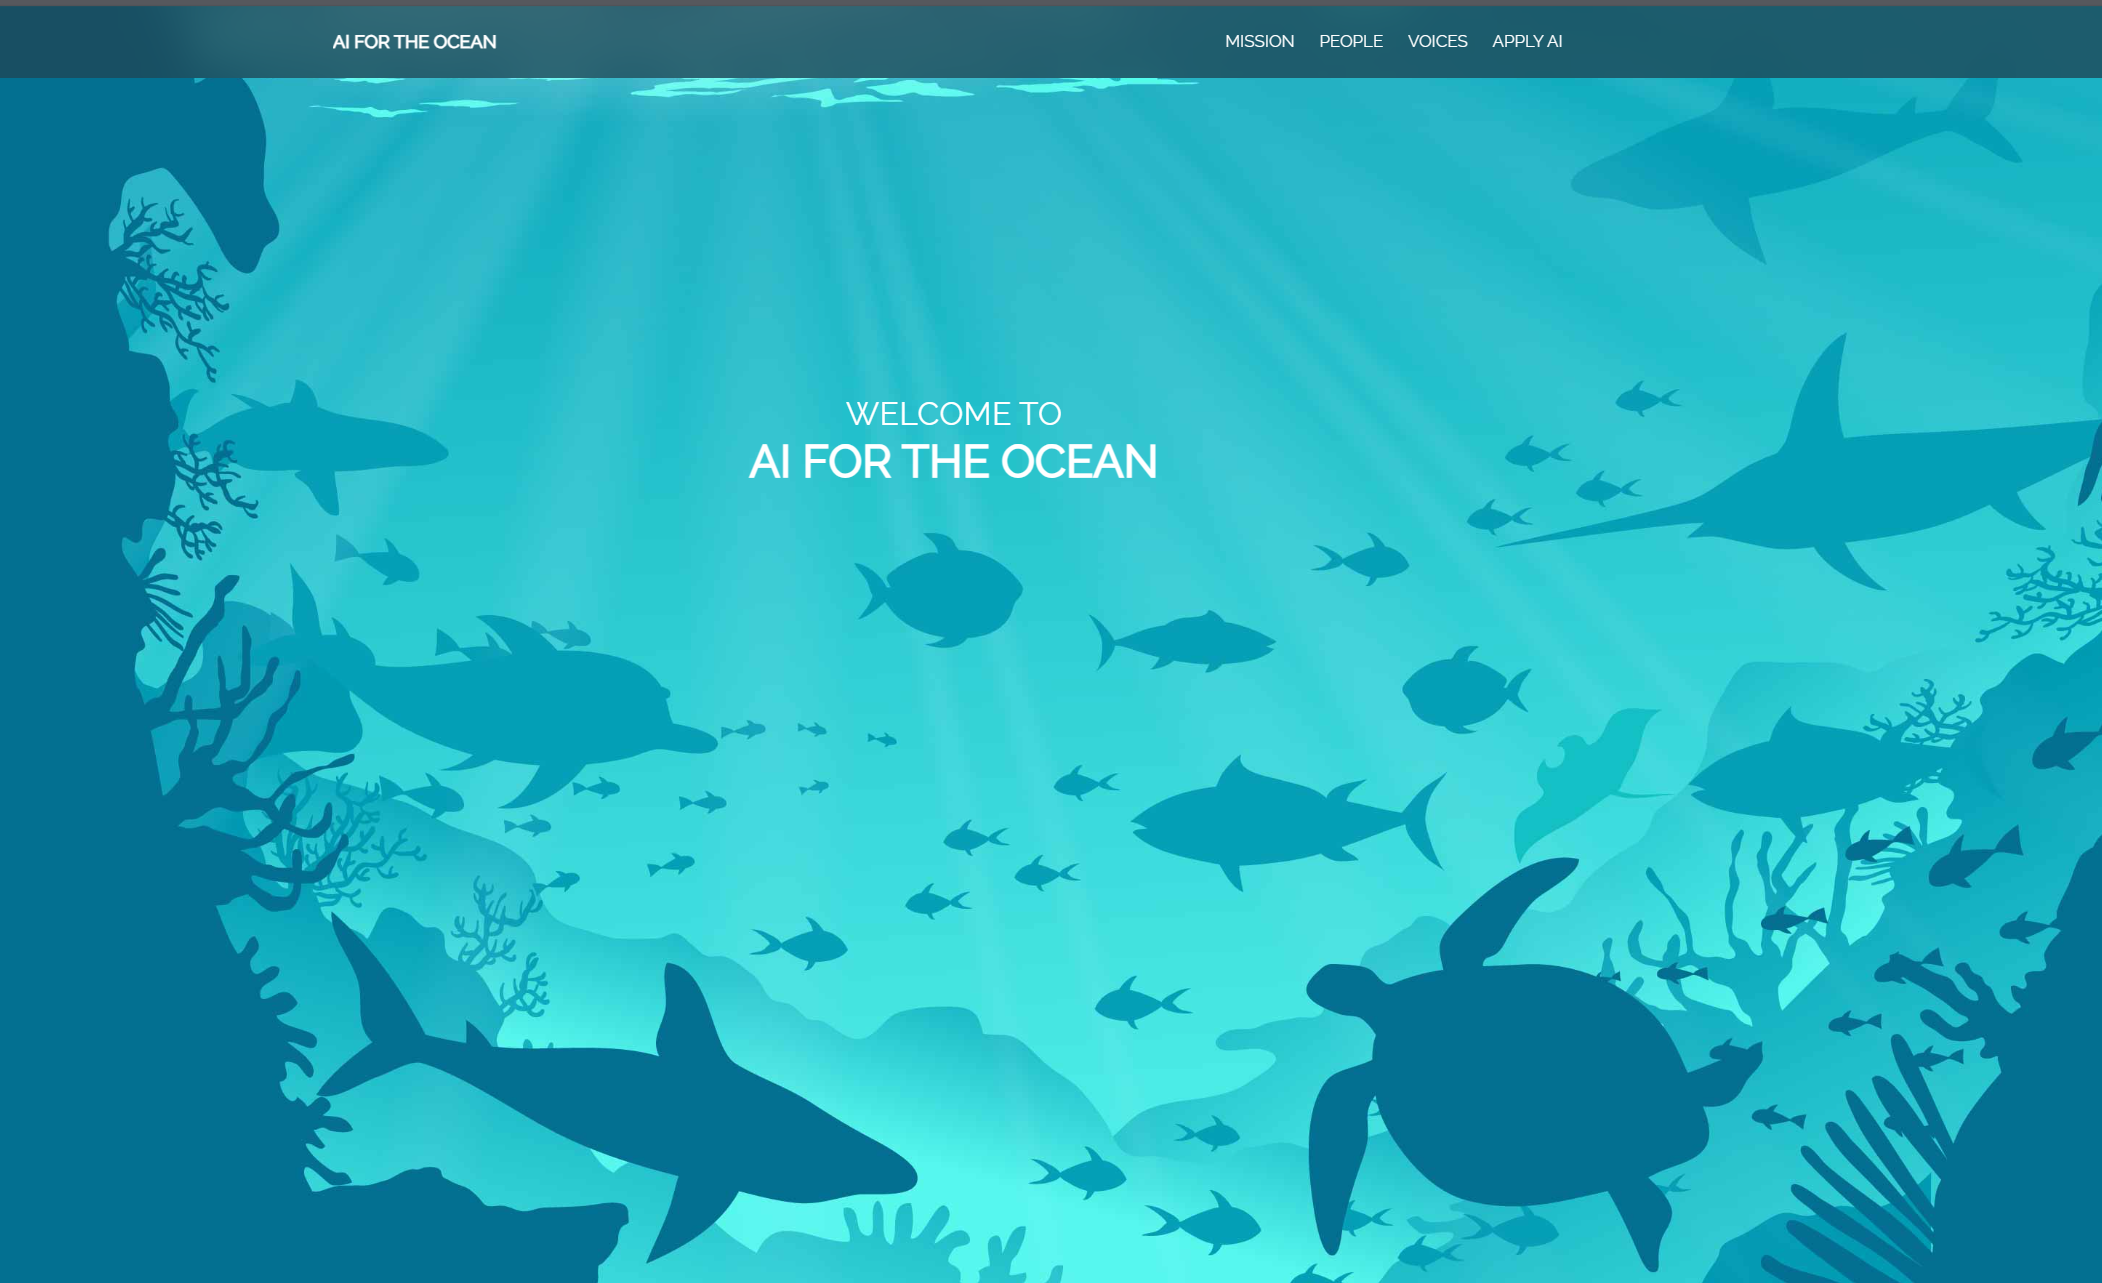 AI FOR THE OCEAN
MISSION PEOPLE VOICES APPLY AI
WELCOME TO
AI FOR THE OCEAN